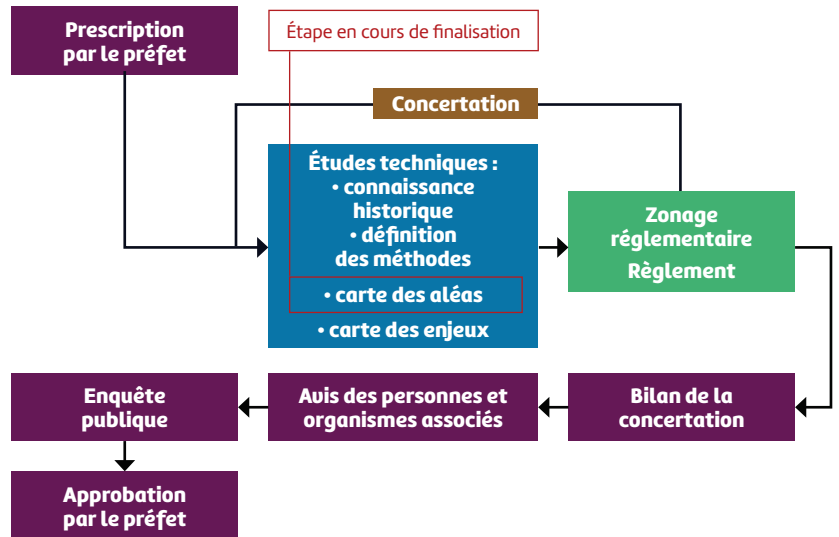 Prescription
par le préfet
Étape en cours de finalisation
Concertation
Études techniques :
• connaissance
historique
• définition
des méthodes
• carte des aléas
• carte des enjeux
Zonage
réglementaire
Règlement
Bilan de la
concertation
Avis des personnes et
organismes associés
Enquête
publique
Approbation
par le préfet